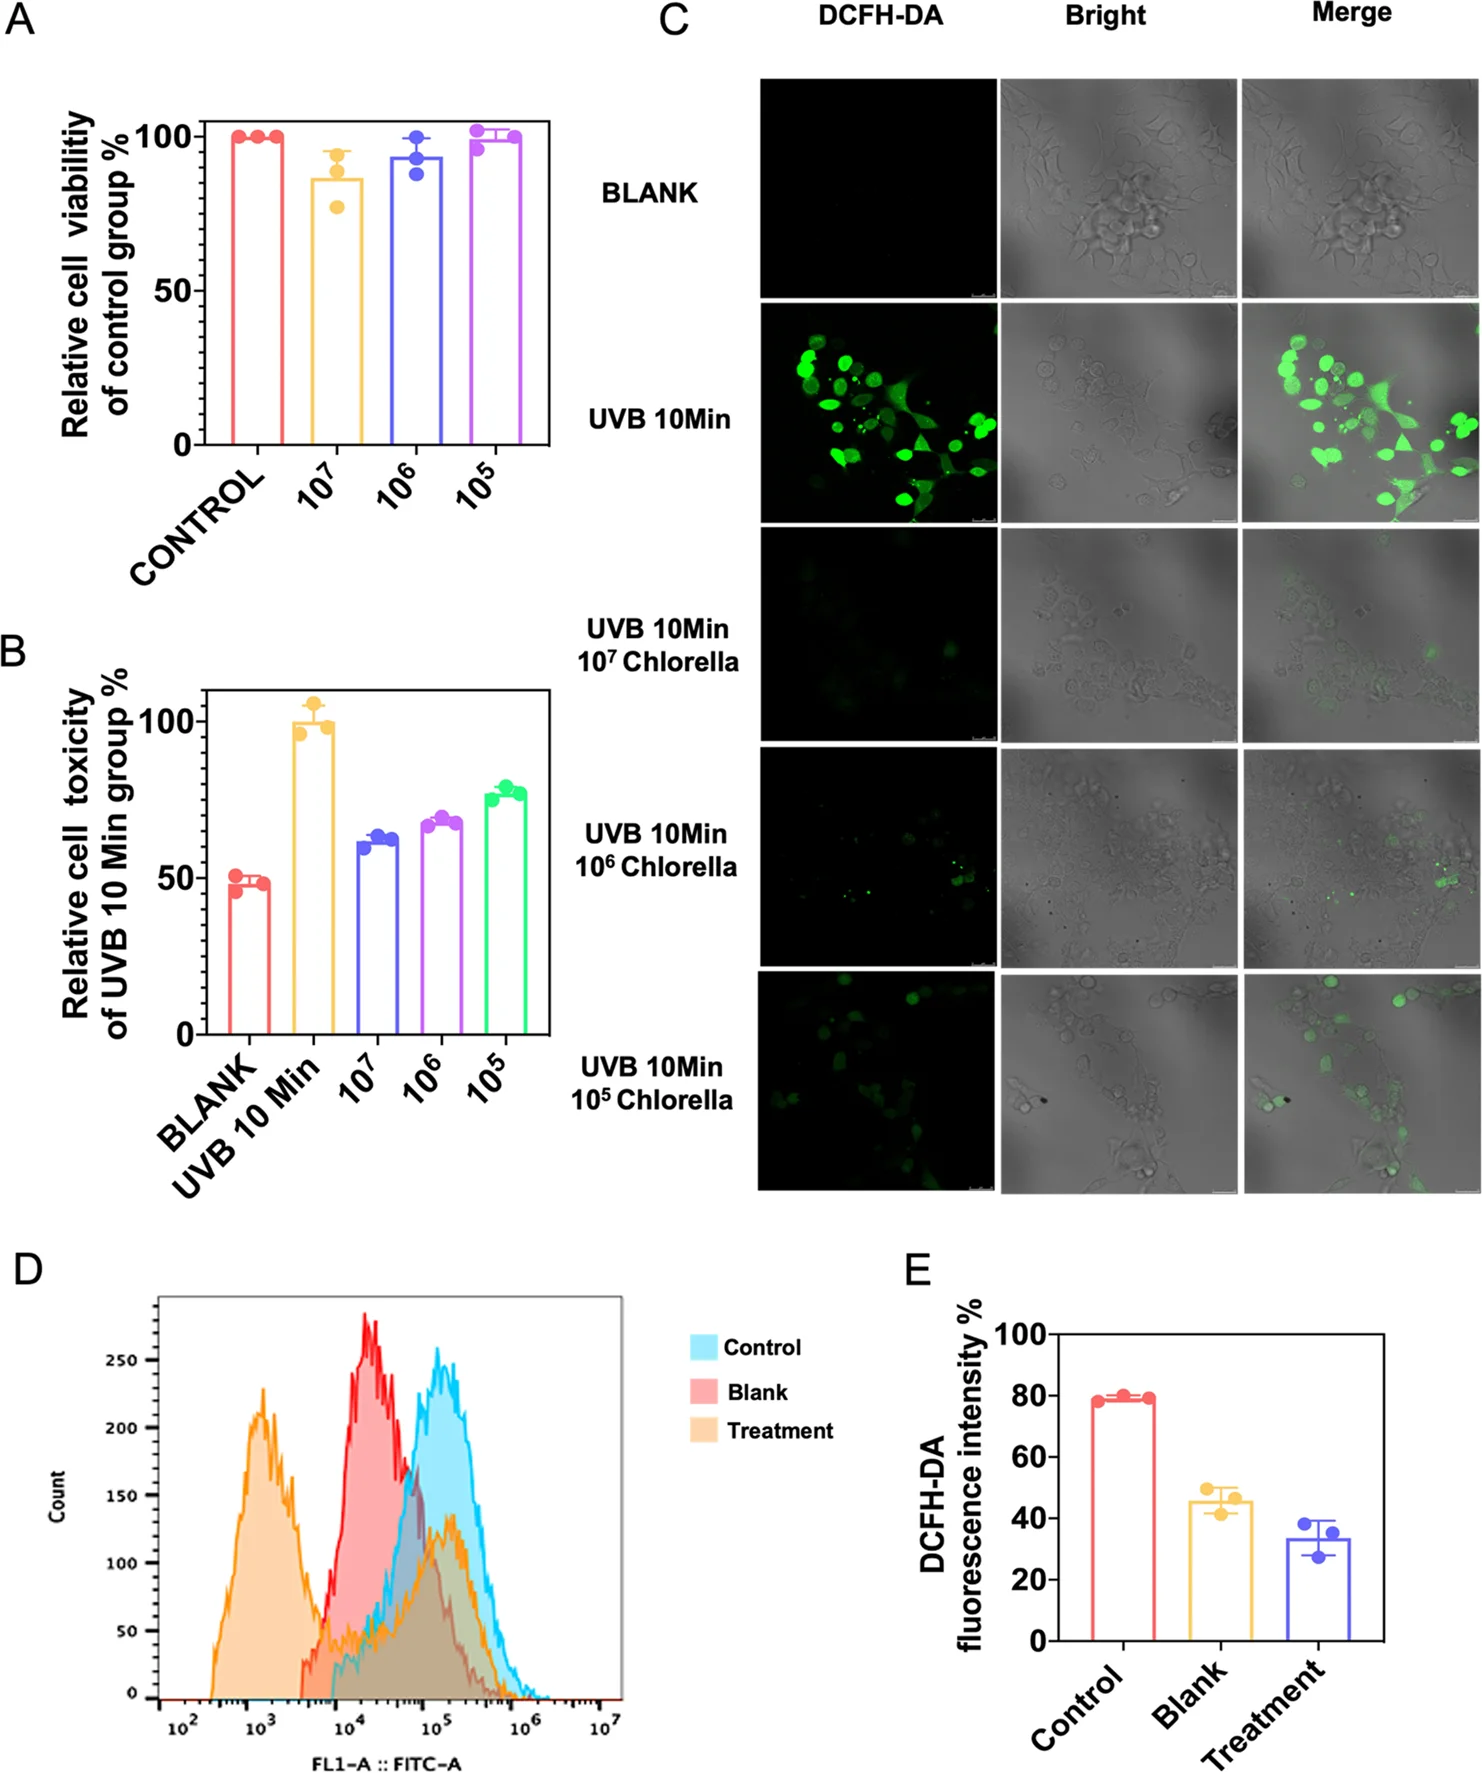 A
Relative cell viabilitiy
of control group %
100
50
0
CONTROL
10⁷
10⁶
10⁵
B
Relative cell toxicity
of UVB 10 Min group %
100
50
0
BLANK
UVB 10 Min
10⁷
10⁶
10⁵
C
DCFH-DA
Bright
Merge
BLANK
UVB 10Min
UVB 10Min
10⁷ Chlorella
UVB 10Min
10⁶ Chlorella
UVB 10Min
10⁵ Chlorella
D
Count
250
200
150
100
50
0
10²
10³
10⁴
10⁵
10⁶
10⁷
FL1-A :: FITC-A
Control
Blank
Treatment
E
DCFH-DA
fluorescence intensity %
100
80
60
40
20
0
Control
Blank
Treatment